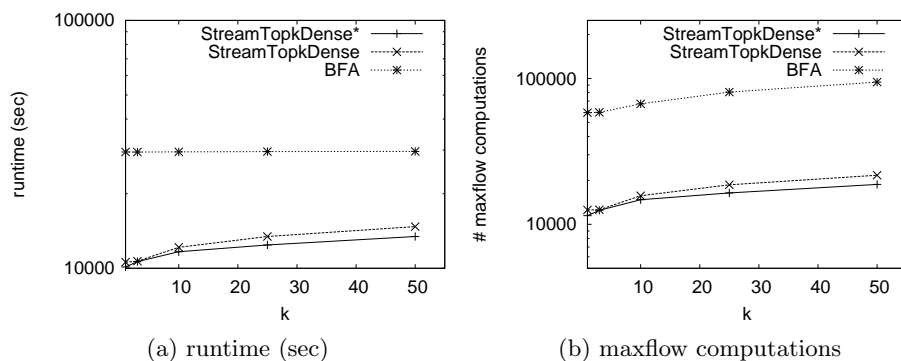 100000
10000
runtime (sec)
StreamTopkDense*
StreamTopkDense
BFA
10 20 30 40 50
k
(a) runtime (sec)
100000
10000
# maxflow computations
StreamTopkDense*
StreamTopkDense
BFA
10 20 30 40 50
k
(b) maxflow computations